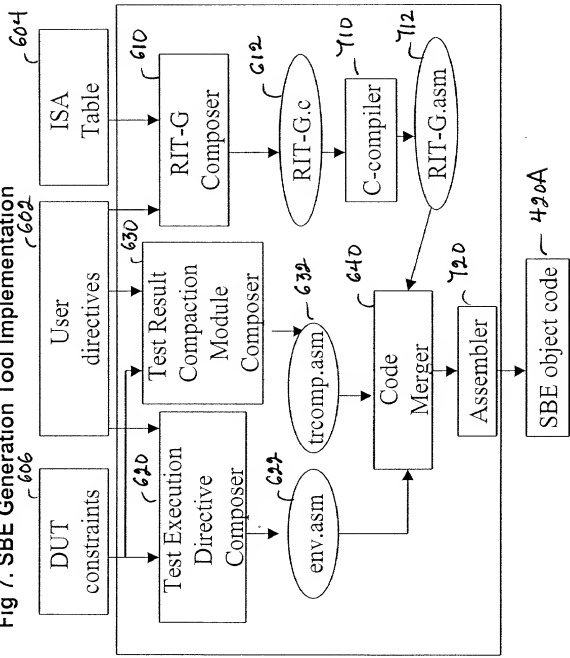 Fig 7. SBE Generation Tool Implementation
606
602
604
DUT
constraints
User
directives
ISA
Table
620
630
610
Test Execution
Directive
Composer
Test Result
Compaction
Module
Composer
RIT-G
Composer
622
632
612
env.asm
trcomp.asm
RIT-G.c
710
C-compiler
640
712
Code
Merger
RIT-G.asm
720
Assembler
SBE object code
420A